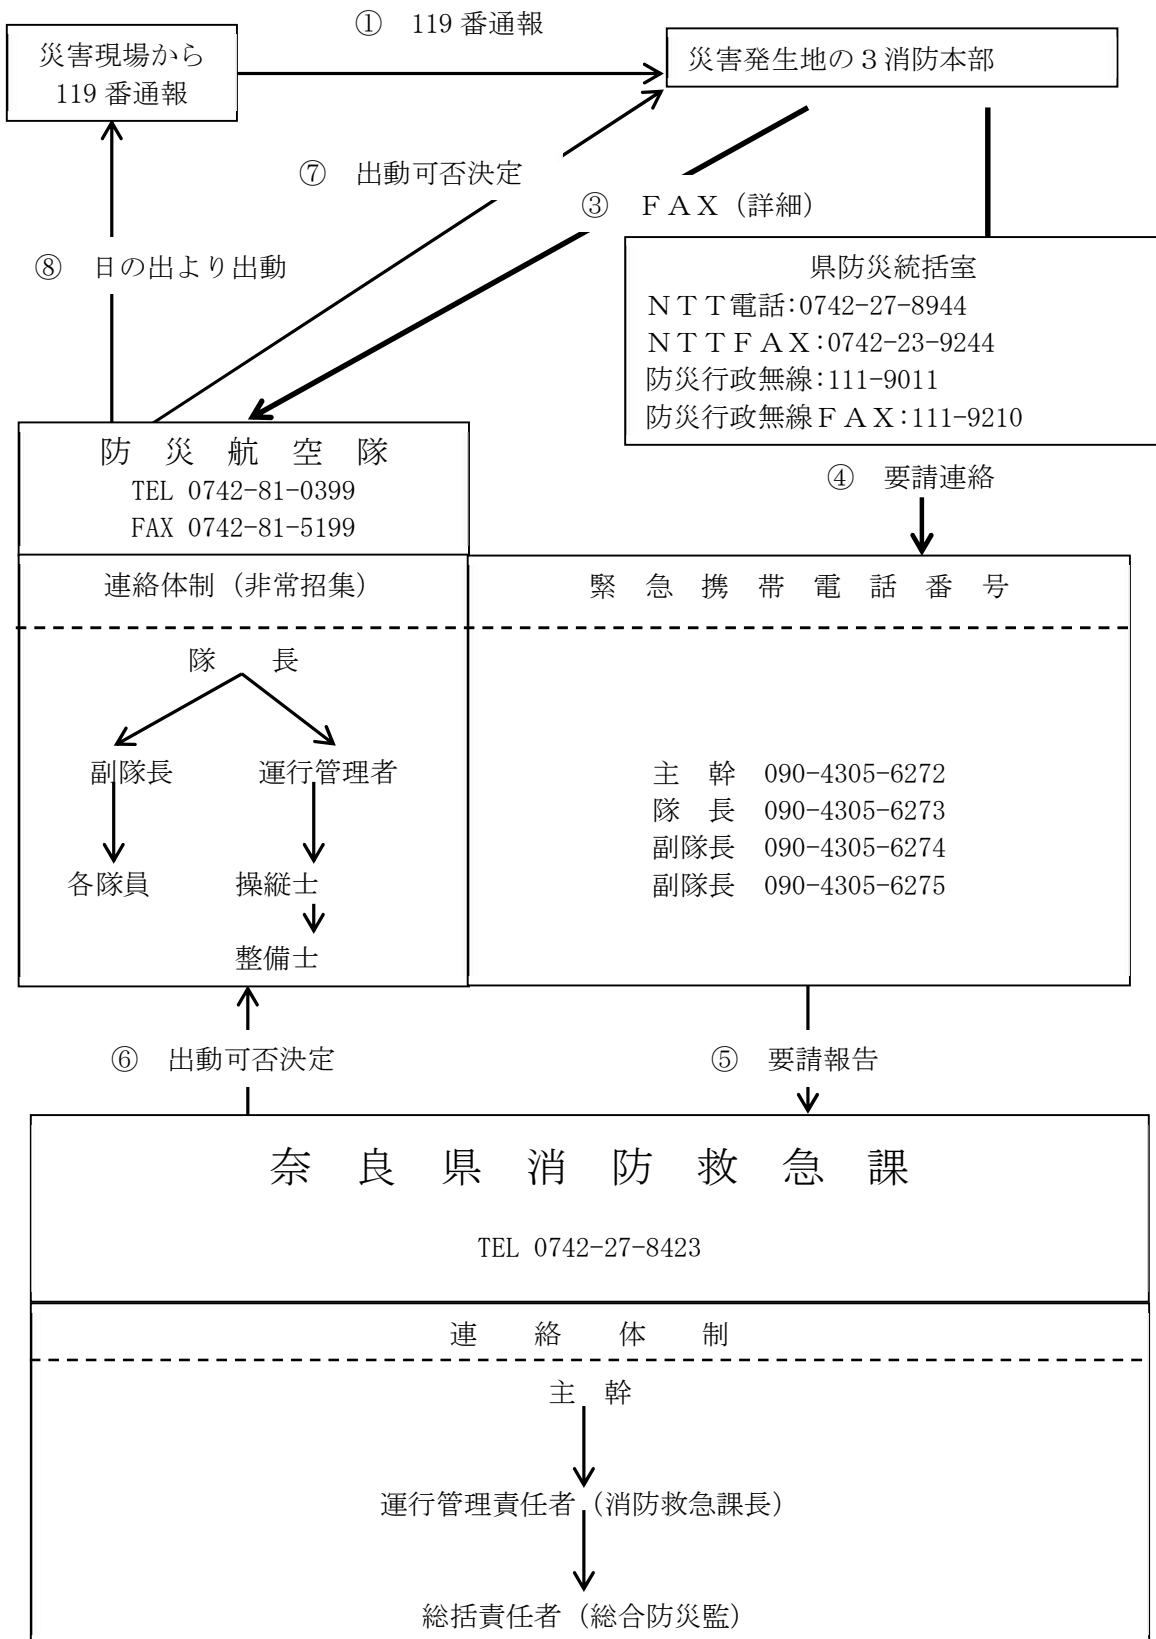 ① 119番通報
災害現場から
119番通報
災害発生地の3消防本部
⑦ 出動可否決定
③ FAX（詳細）
⑧ 日の出より出動
県防災統括室
NTT電話:0742-27-8944
NTTFAX:0742-23-9244
防災行政無線:111-9011
防災行政無線FAX:111-9210
防災航空隊
TEL 0742-81-0399
FAX 0742-81-5199
④ 要請連絡
連絡体制（非常招集）
緊急携帯電話番号
隊長
副隊長 運行管理者
各隊員 操縦士
整備士
主幹 090-4305-6272
隊長 090-4305-6273
副隊長 090-4305-6274
副隊長 090-4305-6275
⑥ 出動可否決定
⑤ 要請報告
奈良県消防救急課
TEL 0742-27-8423
連絡体制
主幹
運行管理責任者（消防救急課長）
総括責任者（総合防災監）